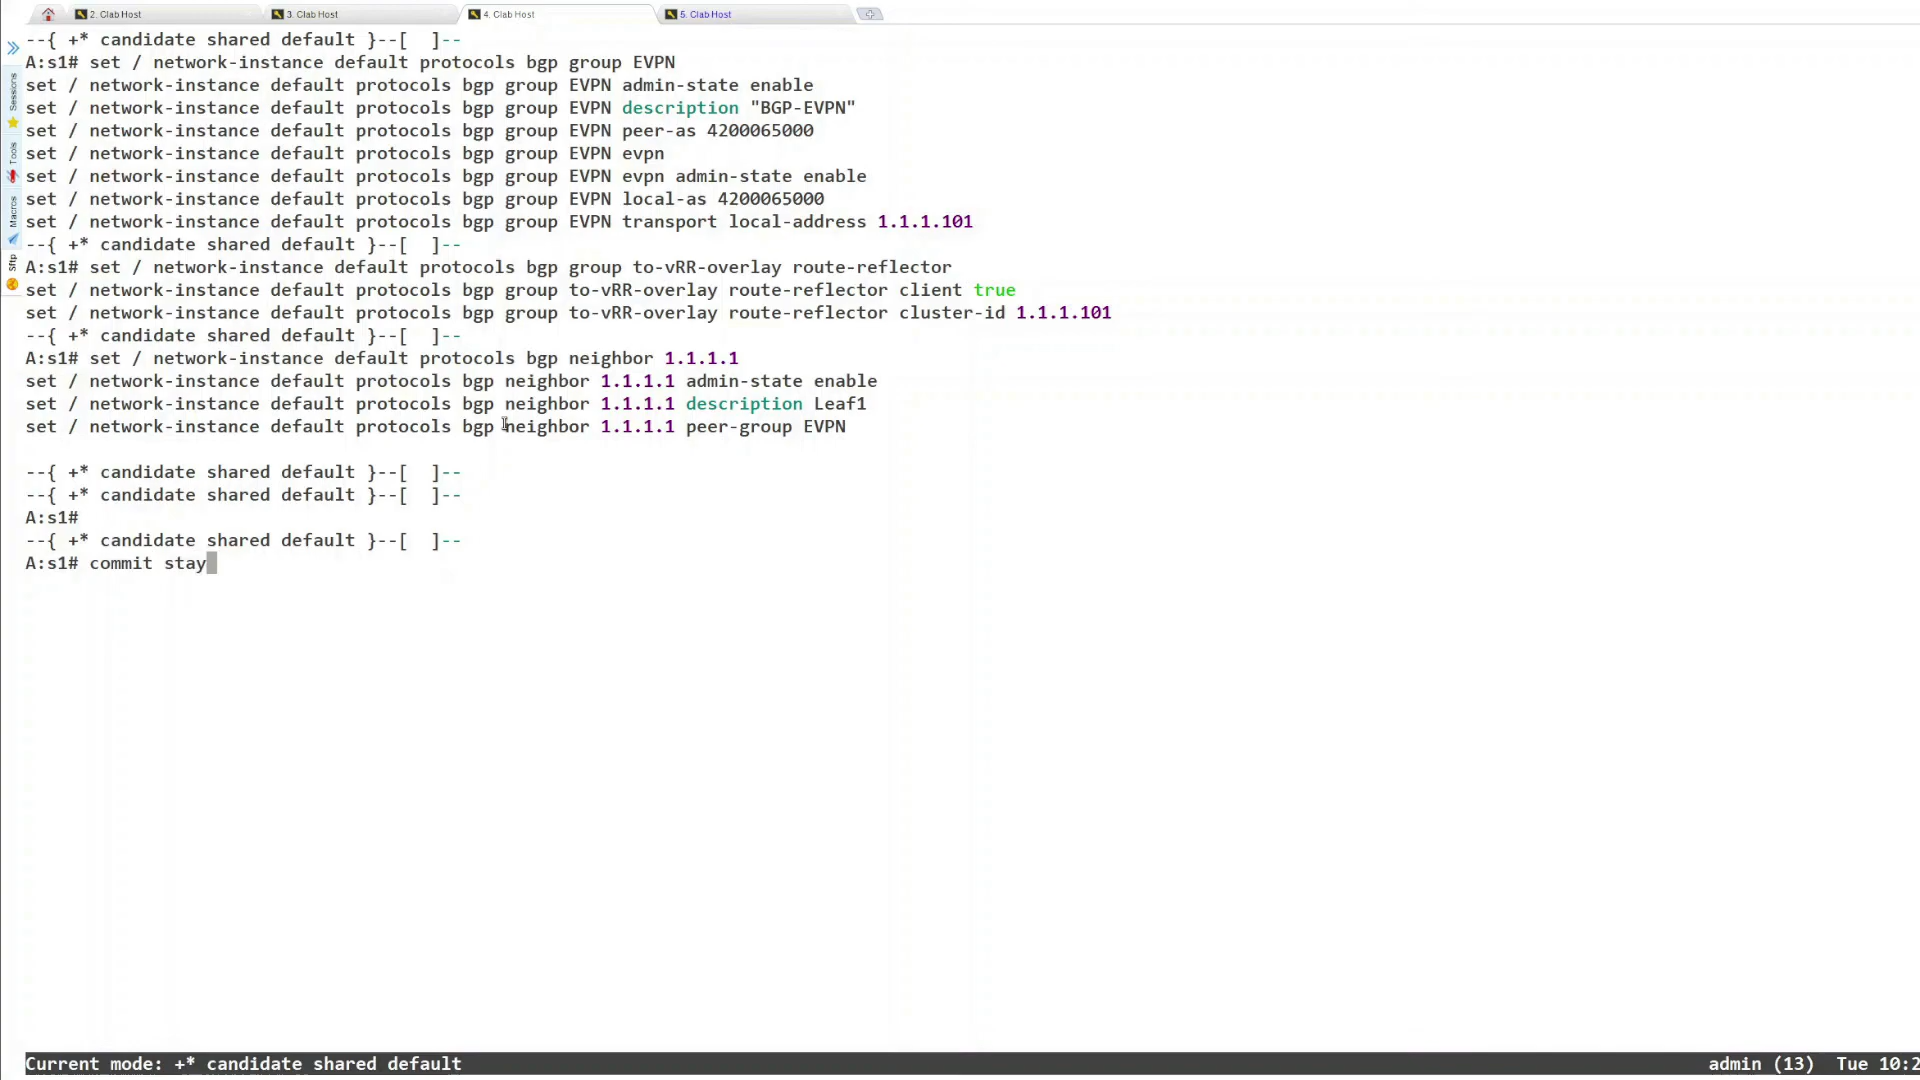 2. Clab Host
3. Clab Host
4. Clab Host
5. Clab Host
Sessions
Tools
Macros
Sftp
--{ +* candidate shared default }--[  ]--
A:s1# set / network-instance default protocols bgp group EVPN
set / network-instance default protocols bgp group EVPN admin-state enable
set / network-instance default protocols bgp group EVPN description "BGP-EVPN"
set / network-instance default protocols bgp group EVPN peer-as 4200065000
set / network-instance default protocols bgp group EVPN evpn
set / network-instance default protocols bgp group EVPN evpn admin-state enable
set / network-instance default protocols bgp group EVPN local-as 4200065000
set / network-instance default protocols bgp group EVPN transport local-address 1.1.1.101
--{ +* candidate shared default }--[  ]--
A:s1# set / network-instance default protocols bgp group to-vRR-overlay route-reflector
set / network-instance default protocols bgp group to-vRR-overlay route-reflector client true
set / network-instance default protocols bgp group to-vRR-overlay route-reflector cluster-id 1.1.1.101
--{ +* candidate shared default }--[  ]--
A:s1# set / network-instance default protocols bgp neighbor 1.1.1.1
set / network-instance default protocols bgp neighbor 1.1.1.1 admin-state enable
set / network-instance default protocols bgp neighbor 1.1.1.1 description Leaf1
set / network-instance default protocols bgp neighbor 1.1.1.1 peer-group EVPN
--{ +* candidate shared default }--[  ]--
--{ +* candidate shared default }--[  ]--
A:s1#
--{ +* candidate shared default }--[  ]--
A:s1# commit stay
Current mode: +* candidate shared default
admin (13)  Tue 10:2